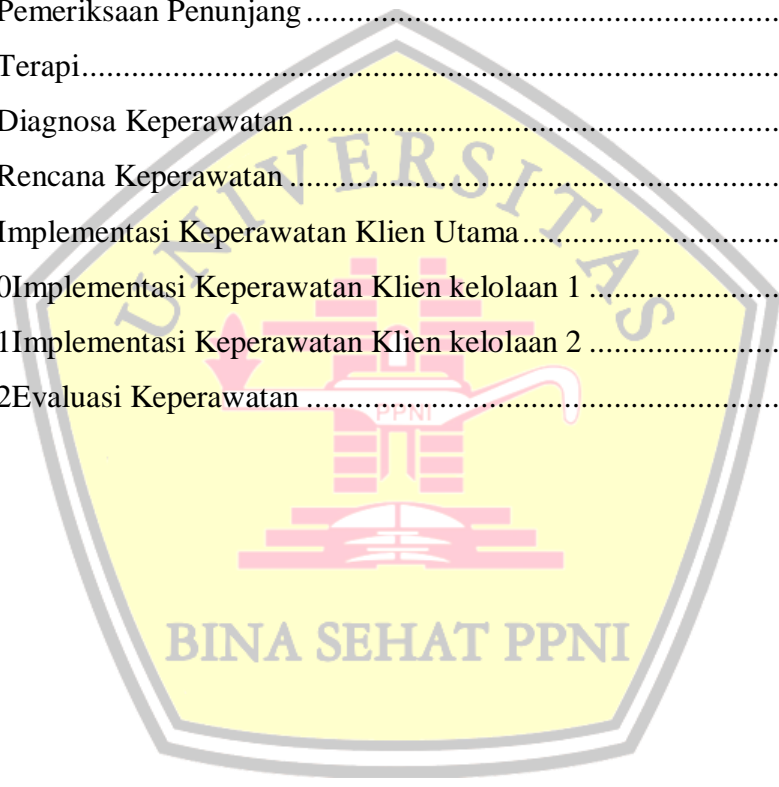 Pemeriksaan Penunjang ........................................................
Terapi...................................................................................
Diagnosa Keperawatan .........................................................
Rencana Keperawatan ..........................................................
Implementasi Keperawatan Klien Utama...............................
0Implementasi Keperawatan Klien kelolaan 1 .......................
1Implementasi Keperawatan Klien kelolaan 2 .......................
2Evaluasi Keperawatan .........................................................
UNIVERSITAS
PPNI
BINA SEHAT PPNI